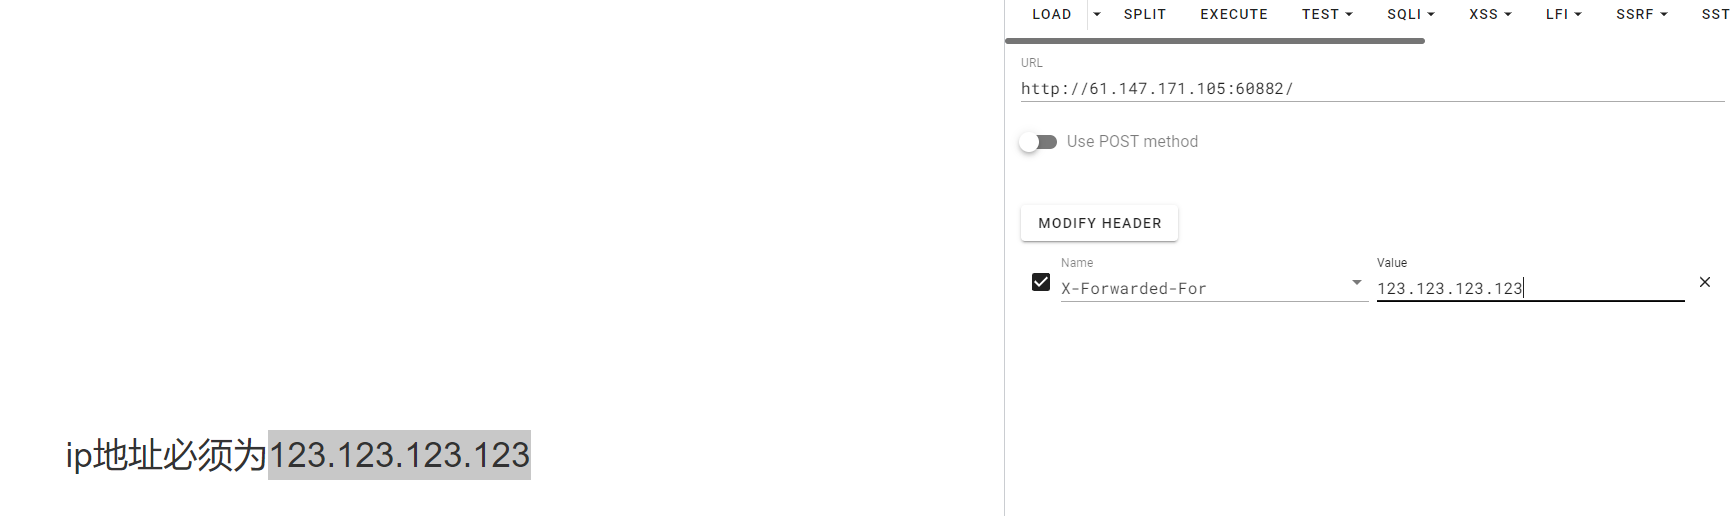 LOAD SPLIT EXECUTE TEST SQLI XSS LFI SSRF SST
URL
http://61.147.171.105:60882/
Use POST method
MODIFY HEADER
Name Value
X-Forwarded-For 123.123.123.123
ip地址必须为123.123.123.123